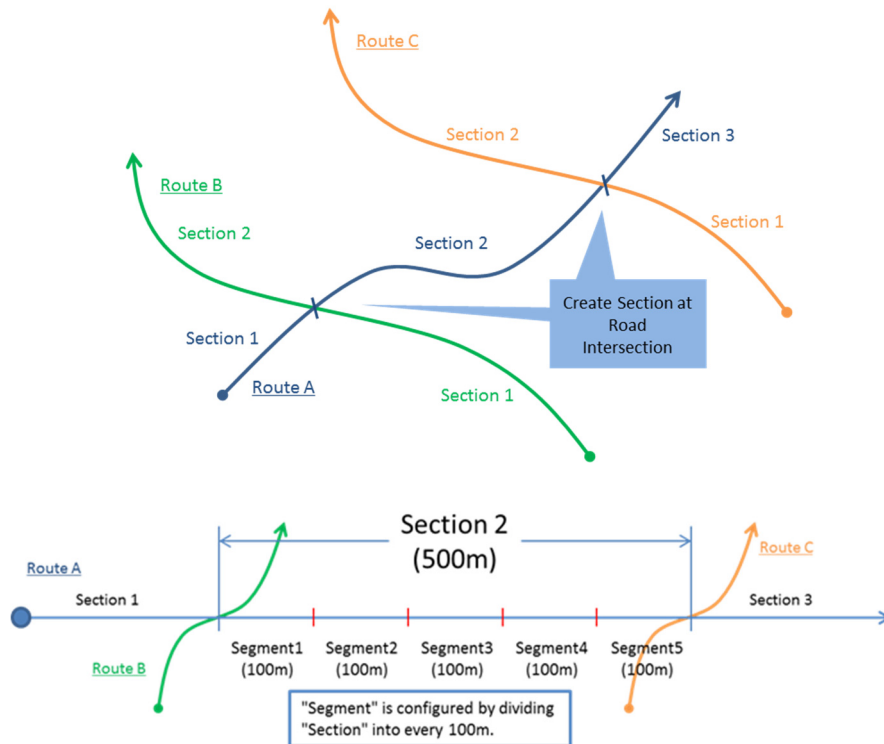 Route C
Section 2
Section 3
Route B
Section 2
Section 2
Section 1
Create Section at
Road
Intersection
Section 1
Route A
Section 1
Section 2
(500m)
Route A
Route C
Section 1
Section 3
Segment1
(100m)
Segment2
(100m)
Segment3
(100m)
Segment4
(100m)
Segment5
(100m)
Route B
"Segment" is configured by dividing
"Section" into every 100m.